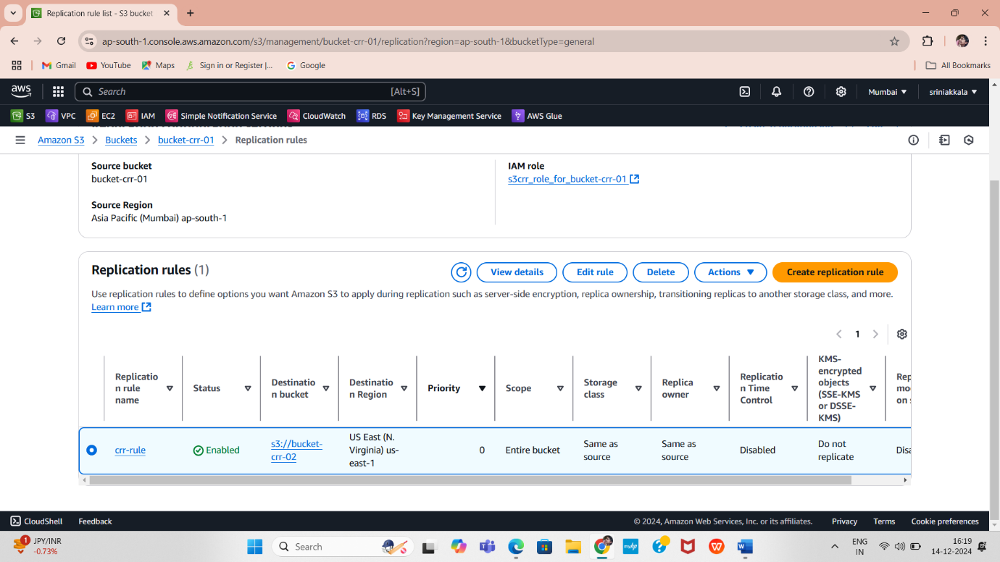 Replication rule list - S3 bucket
ap-south-1.console.aws.amazon.com/s3/management/bucket-crr-01/replication?region=ap-south-1&bucketType=general
Gmail YouTube Maps Sign in or Register |... Google All Bookmarks
aws Search [Alt+S] Mumbai sriniakkala
S3 VPC EC2 IAM Simple Notification Service CloudWatch RDS Key Management Service AWS Glue
Amazon S3 Buckets bucket-crr-01 Replication rules
Source bucket
bucket-crr-01
Source Region
Asia Pacific (Mumbai) ap-south-1
IAM role
s3crr_role_for_bucket-crr-01
Replication rules (1)
View details Edit rule Delete Actions Create replication rule
Use replication rules to define options you want Amazon S3 to apply during replication such as server-side encryption, replica ownership, transitioning replicas to another storage class, and more.
Learn more
1
Replicatio
n rule
name
Status
Destinatio
n bucket
Destinatio
n Region
Priority
Scope
Storage
class
Replica
owner
Replicatio
n Time
Control
KMS-
encrypted
objects
(SSE-KMS
or DSSE-
KMS)
crr-rule
Enabled
s3://bucket-
crr-02
US East (N.
Virginia) us-
east-1
0
Entire bucket
Same as
source
Same as
source
Disabled
Do not
replicate
CloudShell Feedback © 2024, Amazon Web Services, Inc. or its affiliates. Privacy Terms Cookie preferences
1
JPY/INR
-0.73%
Search
ENG
IN
16:19
14-12-2024